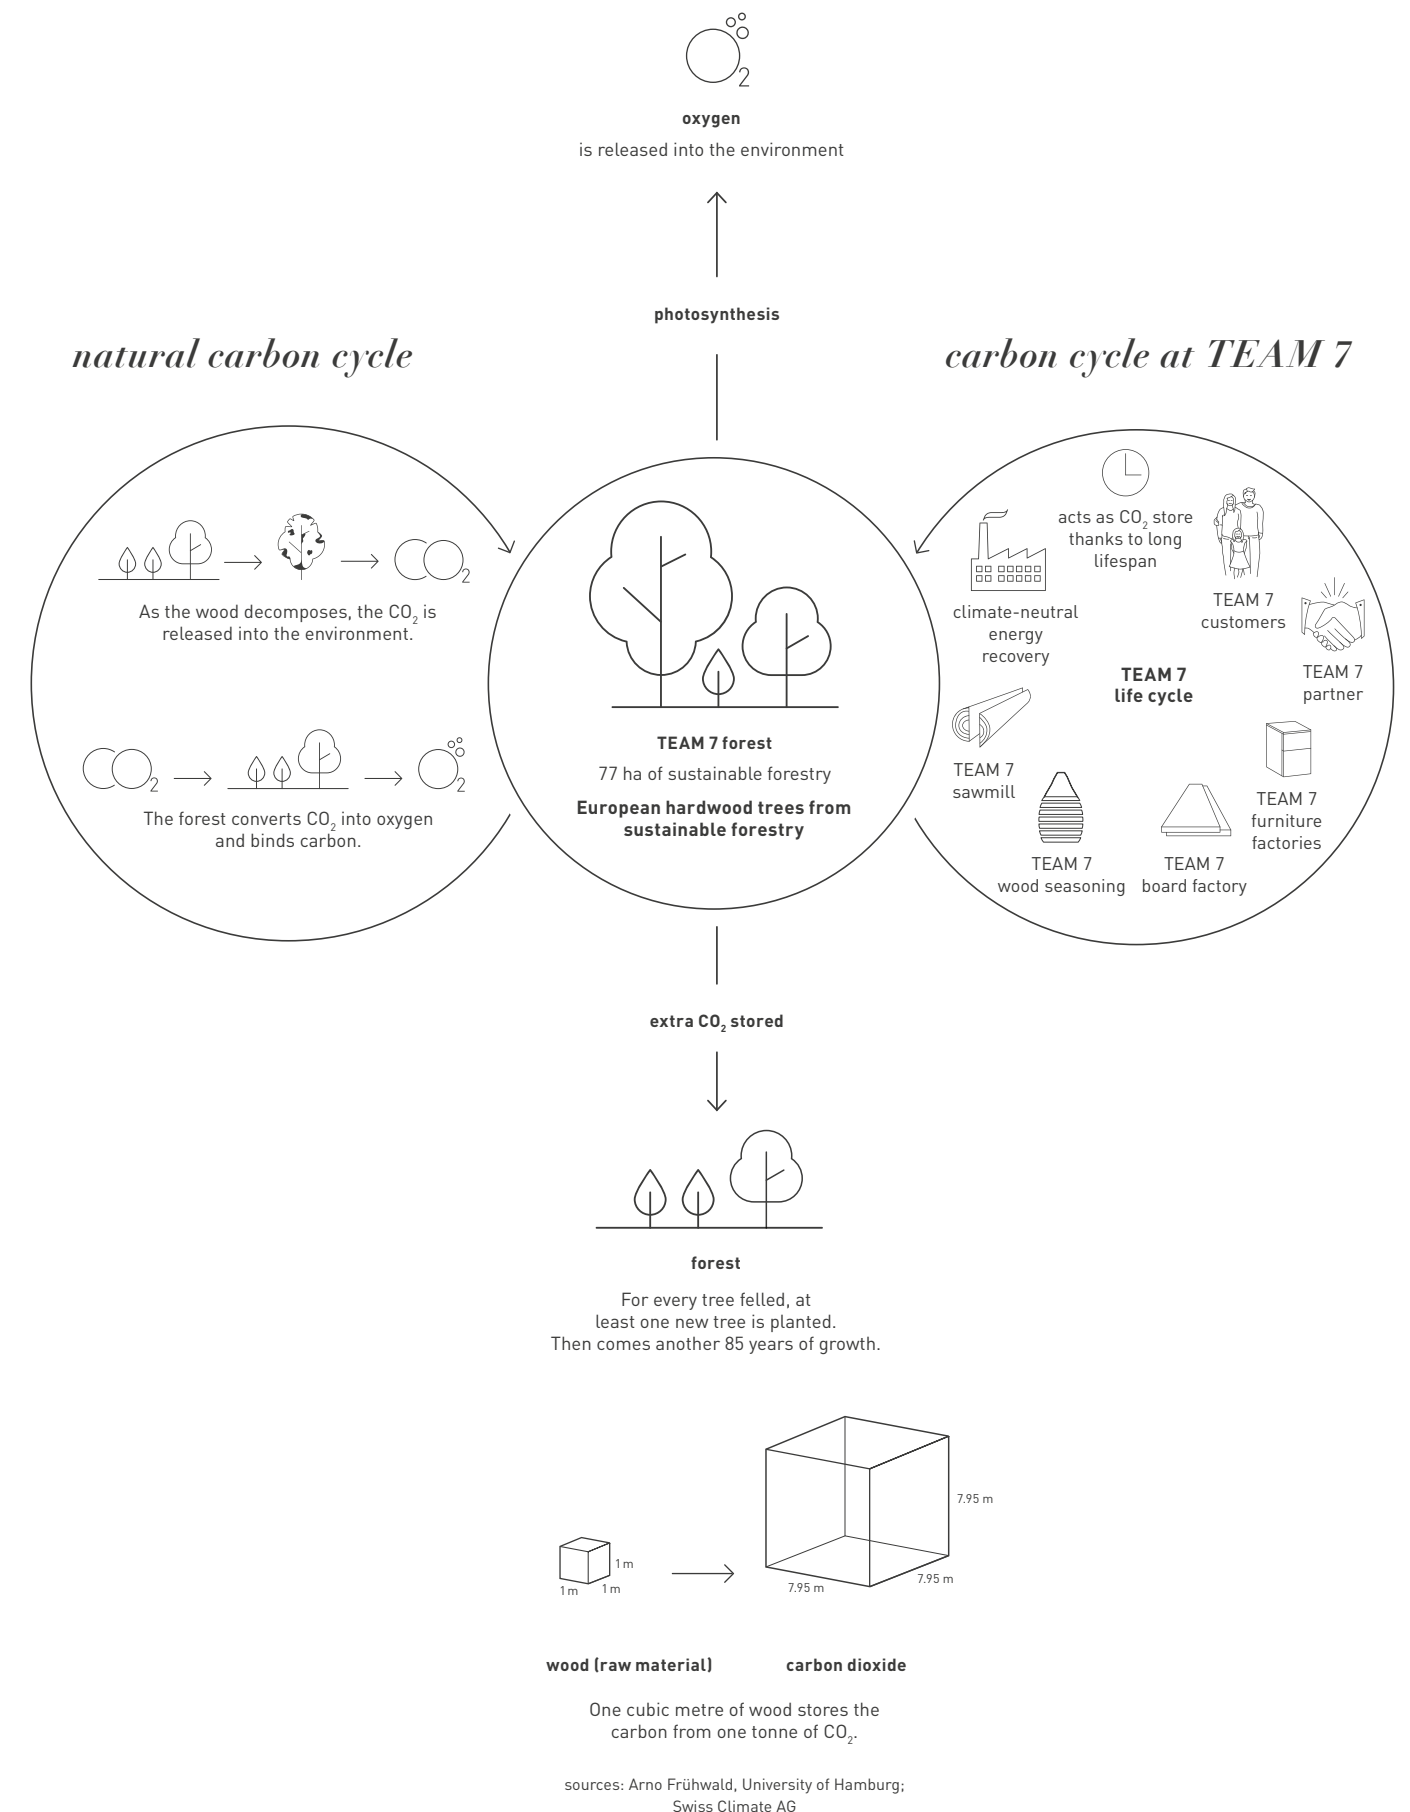 2
oxygen
is released into the environment
photosynthesis
natural carbon cycle
carbon cycle at TEAM 7
2
As the wood decomposes, the CO₂ is
released into the environment.
2
2
The forest converts CO₂ into oxygen
and binds carbon.
TEAM 7 forest
77 ha of sustainable forestry
European hardwood trees from
sustainable forestry
acts as CO₂ store
thanks to long
lifespan
TEAM 7
customers
TEAM 7
partner
climate-neutral
energy
recovery
TEAM 7
life cycle
TEAM 7
sawmill
TEAM 7
wood seasoning
TEAM 7
board factory
TEAM 7
furniture
factories
extra CO₂ stored
forest
For every tree felled, at
least one new tree is planted.
Then comes another 85 years of growth.
1 m
1 m
1 m
7.95 m
7.95 m
7.95 m
wood (raw material)
carbon dioxide
One cubic metre of wood stores the
carbon from one tonne of CO₂.
sources: Arno Frühwald, University of Hamburg;
Swiss Climate AG